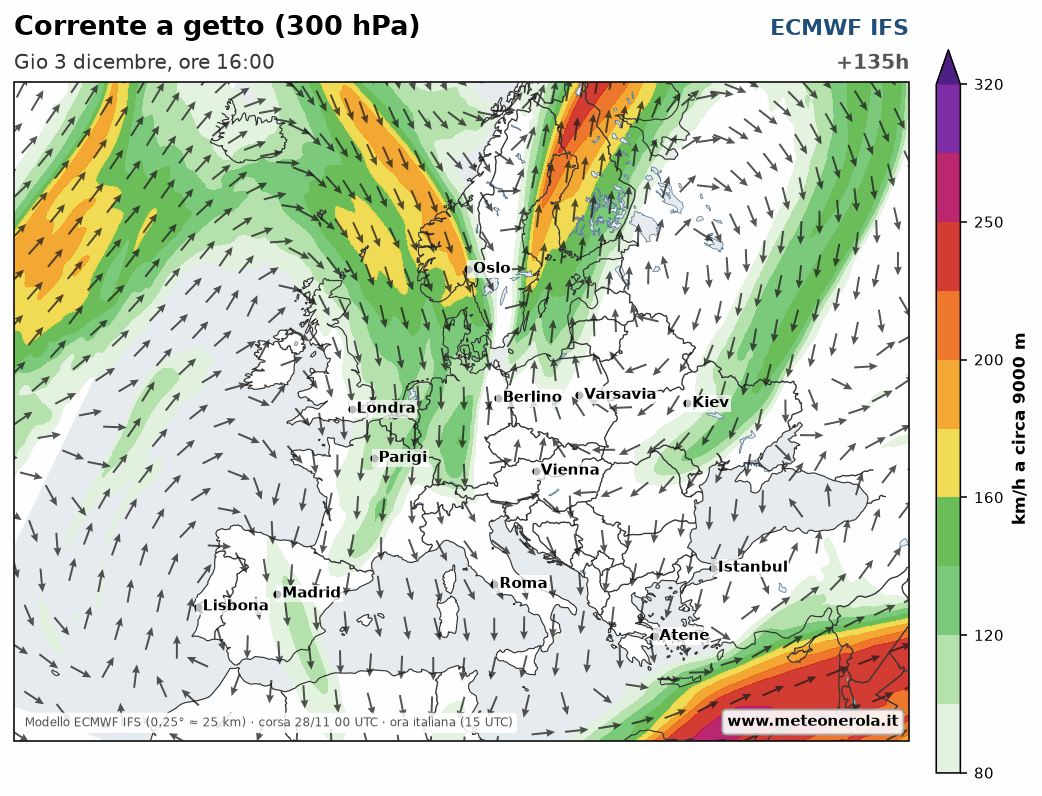 Corrente a getto (300 hPa)
ECMWF IFS
Gio 3 dicembre, ore 16:00
+135h
320
250
200
160
120
80
km/h a circa 9000 m
Oslo
Londra
Berlino
Varsavia
Kiev
Parigi
Vienna
Istanbul
Roma
Madrid
Lisbona
Atene
Modello ECMWF IFS (0,25° ≈ 25 km) · corsa 28/11 00 UTC · ora italiana (15 UTC)
www.meteonerola.it